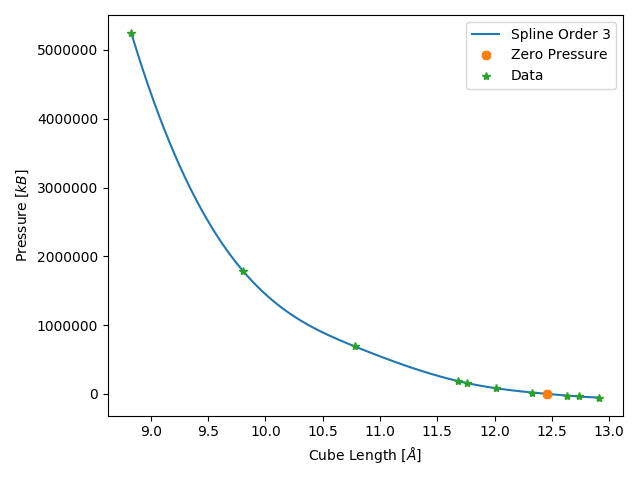 Spline Order 3
Zero Pressure
Data
5000000
4000000
3000000
2000000
1000000
0
Pressure [kB]
9.0 9.5 10.0 10.5 11.0 11.5 12.0 12.5 13.0
Cube Length [Å]